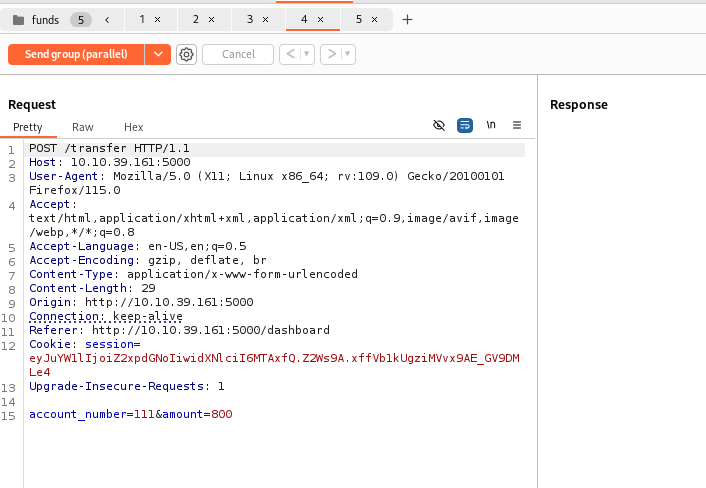 funds 5 < 1 × 2 × 3 × 4 × 5 × +
Send group (parallel) Cancel < >
Request Response
Pretty Raw Hex \n
1 POST /transfer HTTP/1.1
2 Host: 10.10.39.161:5000
3 User-Agent: Mozilla/5.0 (X11; Linux x86_64; rv:109.0) Gecko/20100101
Firefox/115.0
4 Accept:
text/html,application/xhtml+xml,application/xml;q=0.9,image/avif,image
/webp,*/*;q=0.8
5 Accept-Language: en-US,en;q=0.5
6 Accept-Encoding: gzip, deflate, br
7 Content-Type: application/x-www-form-urlencoded
8 Content-Length: 29
9 Origin: http://10.10.39.161:5000
10 Connection: keep-alive
11 Referer: http://10.10.39.161:5000/dashboard
12 Cookie: session=
eyJuYW1lIjoiZ2xpdGNoIiwidXNlciI6MTAxfQ.Z2Ws9A.xffVb1kUgziMVvx9AE_GV9DM
Le4
13 Upgrade-Insecure-Requests: 1
14
15 account_number=111&amount=800